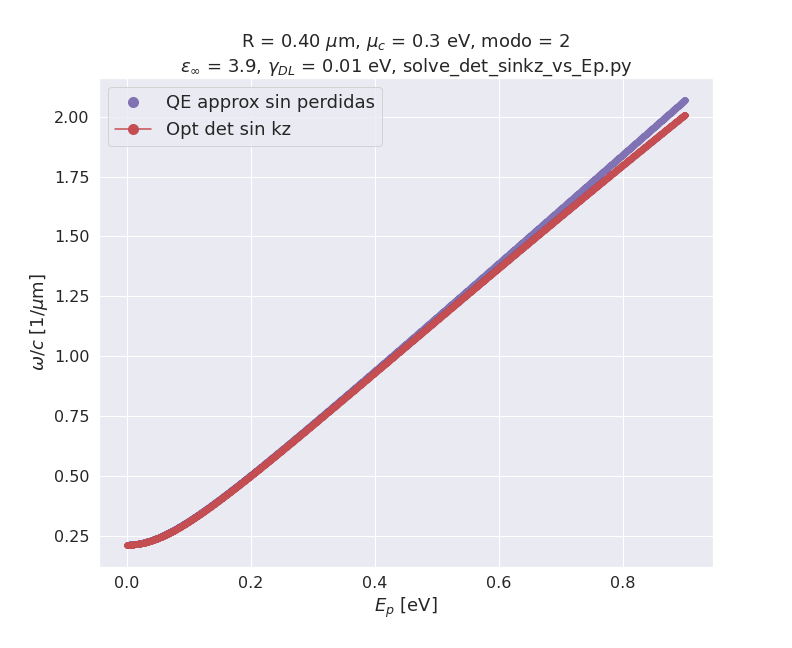 R = 0.40 μm, μ_c = 0.3 eV, modo = 2
ε_∞ = 3.9, γ_DL = 0.01 eV, solve_det_sinkz_vs_Ep.py
QE approx sin perdidas
Opt det sin kz
2.00
1.75
1.50
1.25
1.00
0.75
0.50
0.25
ω/c [1/μm]
0.0 0.2 0.4 0.6 0.8
E_p [eV]